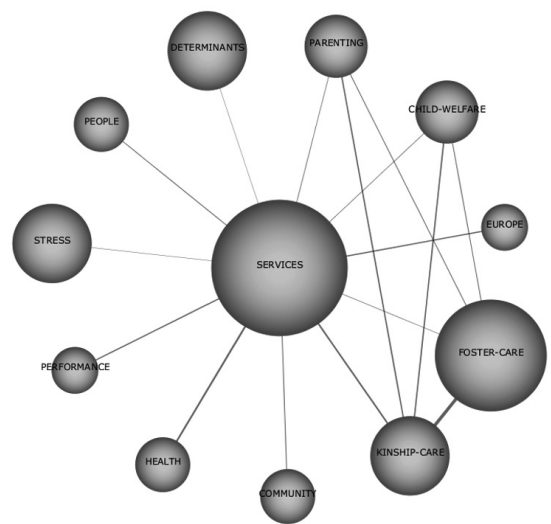 PARENTING
DETERMINANTS
CHILD-WELFARE
PEOPLE
EUROPE
STRESS
SERVICES
FOSTER-CARE
PERFORMANCE
KINSHIP-CARE
HEALTH
COMMUNITY